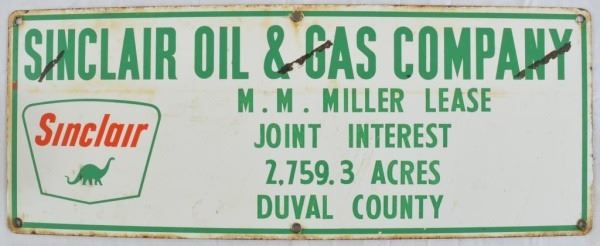 SINCLAIR OIL & GAS COMPANY
M.M. MILLER LEASE
Sinclair
JOINT INTEREST
2,759.3 ACRES
DUVAL COUNTY